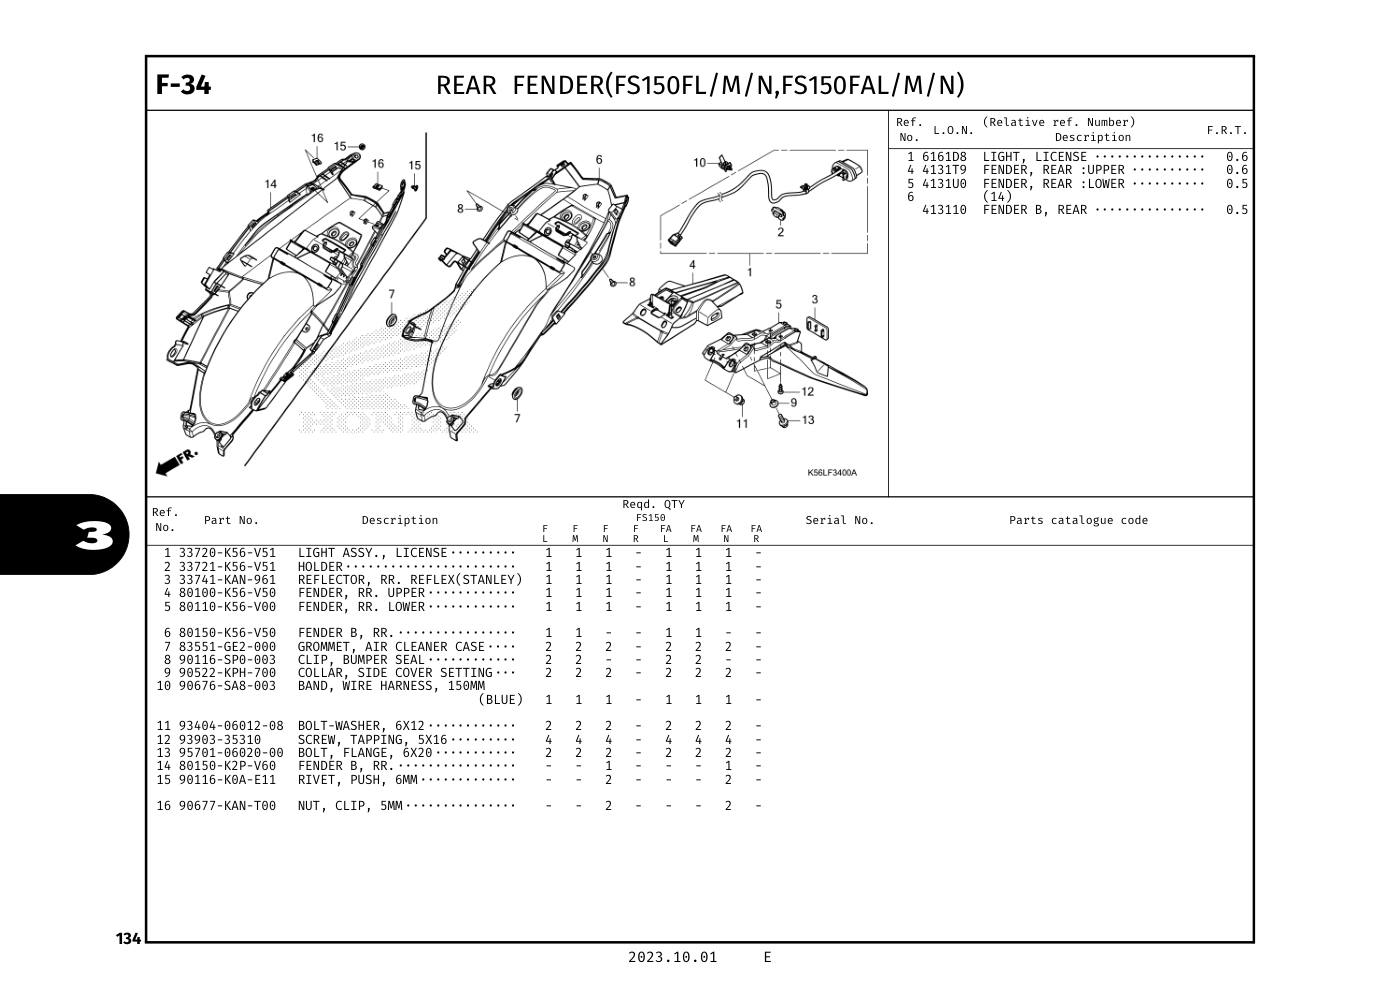 F-34 REAR FENDER(FS150FL/M/N,FS150FAL/M/N)
Ref. No. L.O.N. (Relative ref. Number) Description F.R.T.
1 6161D8 LIGHT, LICENSE ··············· 0.6
4 4131T9 FENDER, REAR :UPPER ·········· 0.6
5 4131U0 FENDER, REAR :LOWER ·········· 0.5
6 (14)
413110 FENDER B, REAR ··············· 0.5
16
15
16
15
14
6
10
8
2
1
8
4
7
5
3
12
9
7
11
13
HONDA
FR.
K56LF3400A
3
Reqd. QTY
FS150
Ref. No. Part No. Description FL FM FN FR FAL FAM FAN FAR Serial No. Parts catalogue code
1 33720-K56-V51 LIGHT ASSY., LICENSE········· 1 1 1 - 1 1 1 -
2 33721-K56-V51 HOLDER······················· 1 1 1 - 1 1 1 -
3 33741-KAN-961 REFLECTOR, RR. REFLEX(STANLEY) 1 1 1 - 1 1 1 -
4 80100-K56-V50 FENDER, RR. UPPER············ 1 1 1 - 1 1 1 -
5 80110-K56-V00 FENDER, RR. LOWER············ 1 1 1 - 1 1 1 -
6 80150-K56-V50 FENDER B, RR.················ 1 1 - - 1 1 - -
7 83551-GE2-000 GROMMET, AIR CLEANER CASE···· 2 2 2 - 2 2 2 -
8 90116-SP0-003 CLIP, BUMPER SEAL············ 2 2 - - 2 2 - -
9 90522-KPH-700 COLLAR, SIDE COVER SETTING··· 2 2 2 - 2 2 2 -
10 90676-SA8-003 BAND, WIRE HARNESS, 150MM
(BLUE) 1 1 1 - 1 1 1 -
11 93404-06012-08 BOLT-WASHER, 6X12············ 2 2 2 - 2 2 2 -
12 93903-35310 SCREW, TAPPING, 5X16········· 4 4 4 - 4 4 4 -
13 95701-06020-00 BOLT, FLANGE, 6X20··········· 2 2 2 - 2 2 2 -
14 80150-K2P-V60 FENDER B, RR.················ - - 1 - - - 1 -
15 90116-K0A-E11 RIVET, PUSH, 6MM············· - - 2 - - - 2 -
16 90677-KAN-T00 NUT, CLIP, 5MM··············· - - 2 - - - 2 -
134
2023.10.01 E